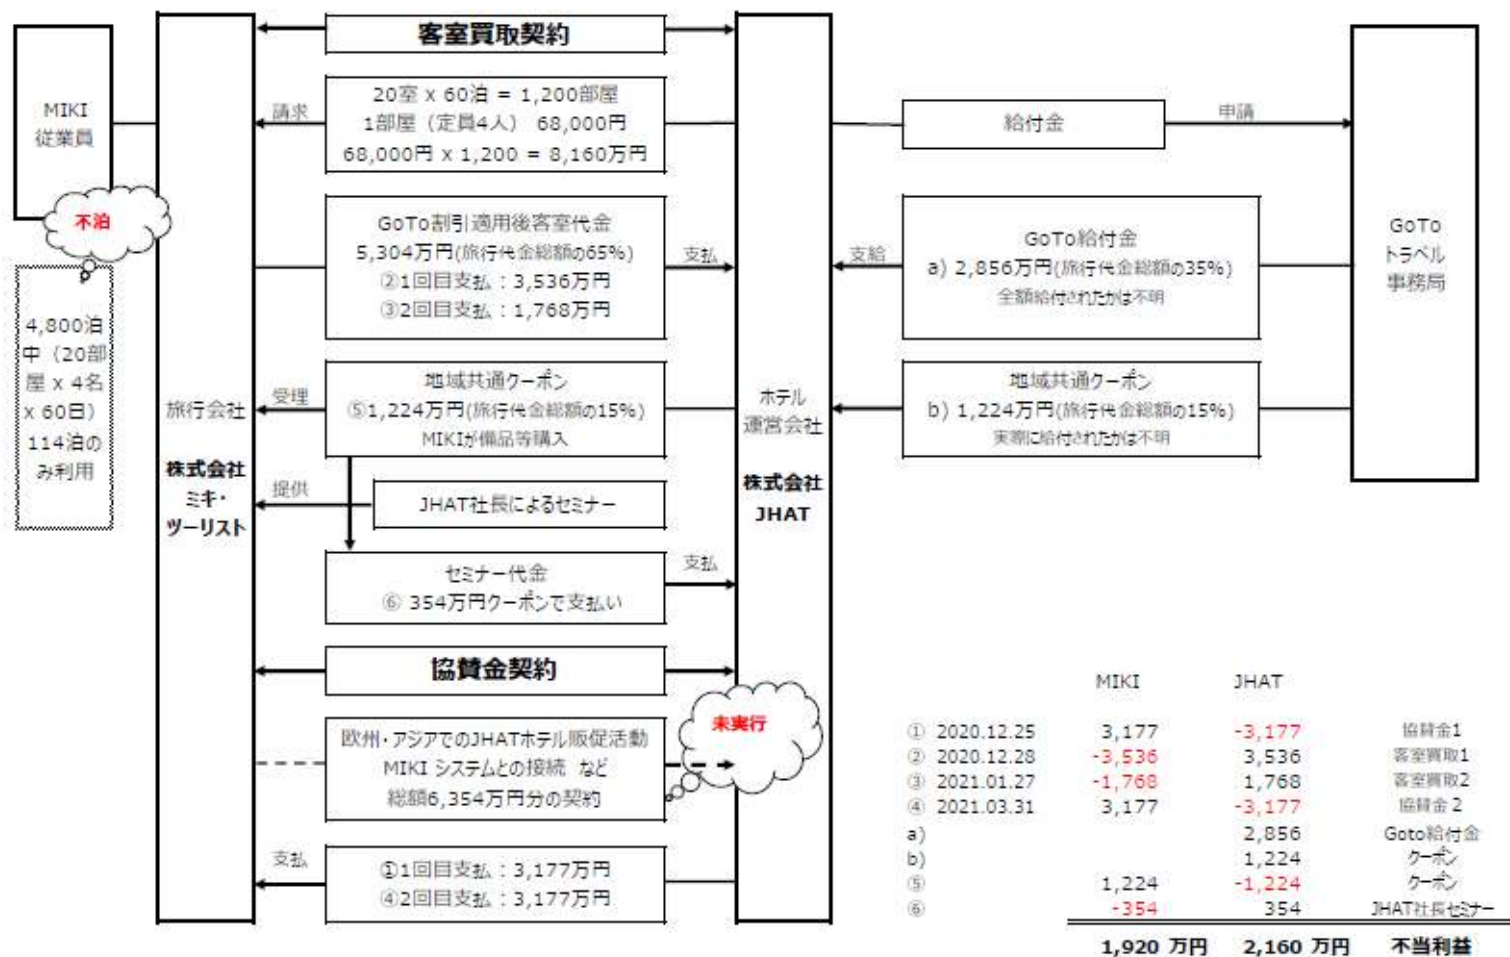 客室買取契約
MIKI
従業員
不泊
4,800泊
中（20部
屋 x 4名
x 60日）
114泊の
み利用
旅行会社
株式会社
ミキ・
ツーリスト
請求
20室 x 60泊 = 1,200部屋
1部屋（定員4人） 68,000円
68,000円 x 1,200 = 8,160万円
GoTo割引適用後客室代金
5,304万円(旅行代金総額の65%)
②1回目支払：3,536万円
③2回目支払：1,768万円
支払
受理
地域共通クーポン
⑤1,224万円(旅行代金総額の15%)
MIKIが備品等購入
提供
JHAT社長によるセミナー
セミナー代金
⑥ 354万円クーポンで支払い
支払
協賛金契約
欧州・アジアでのJHATホテル販促活動
MIKI システムとの接続 など
総額6,354万円分の契約
未実行
支払
①1回目支払：3,177万円
④2回目支払：3,177万円
ホテル
運営会社
株式会社
JHAT
給付金
申請
支給
GoTo給付金
a) 2,856万円(旅行代金総額の35%)
全額給付されたかは不明
地域共通クーポン
b) 1,224万円(旅行代金総額の15%)
実際に給付されたかは不明
GoTo
トラベル
事務局
MIKI JHAT
① 2020.12.25 3,177 -3,177 協賛金1
② 2020.12.28 -3,536 3,536 客室買取1
③ 2021.01.27 -1,768 1,768 客室買取2
④ 2021.03.31 3,177 -3,177 協賛金２
a) 2,856 Goto給付金
b) 1,224 クーポン
⑤ 1,224 -1,224 クーポン
⑥ -354 354 JHAT社長セミナー
1,920 万円 2,160 万円 不当利益